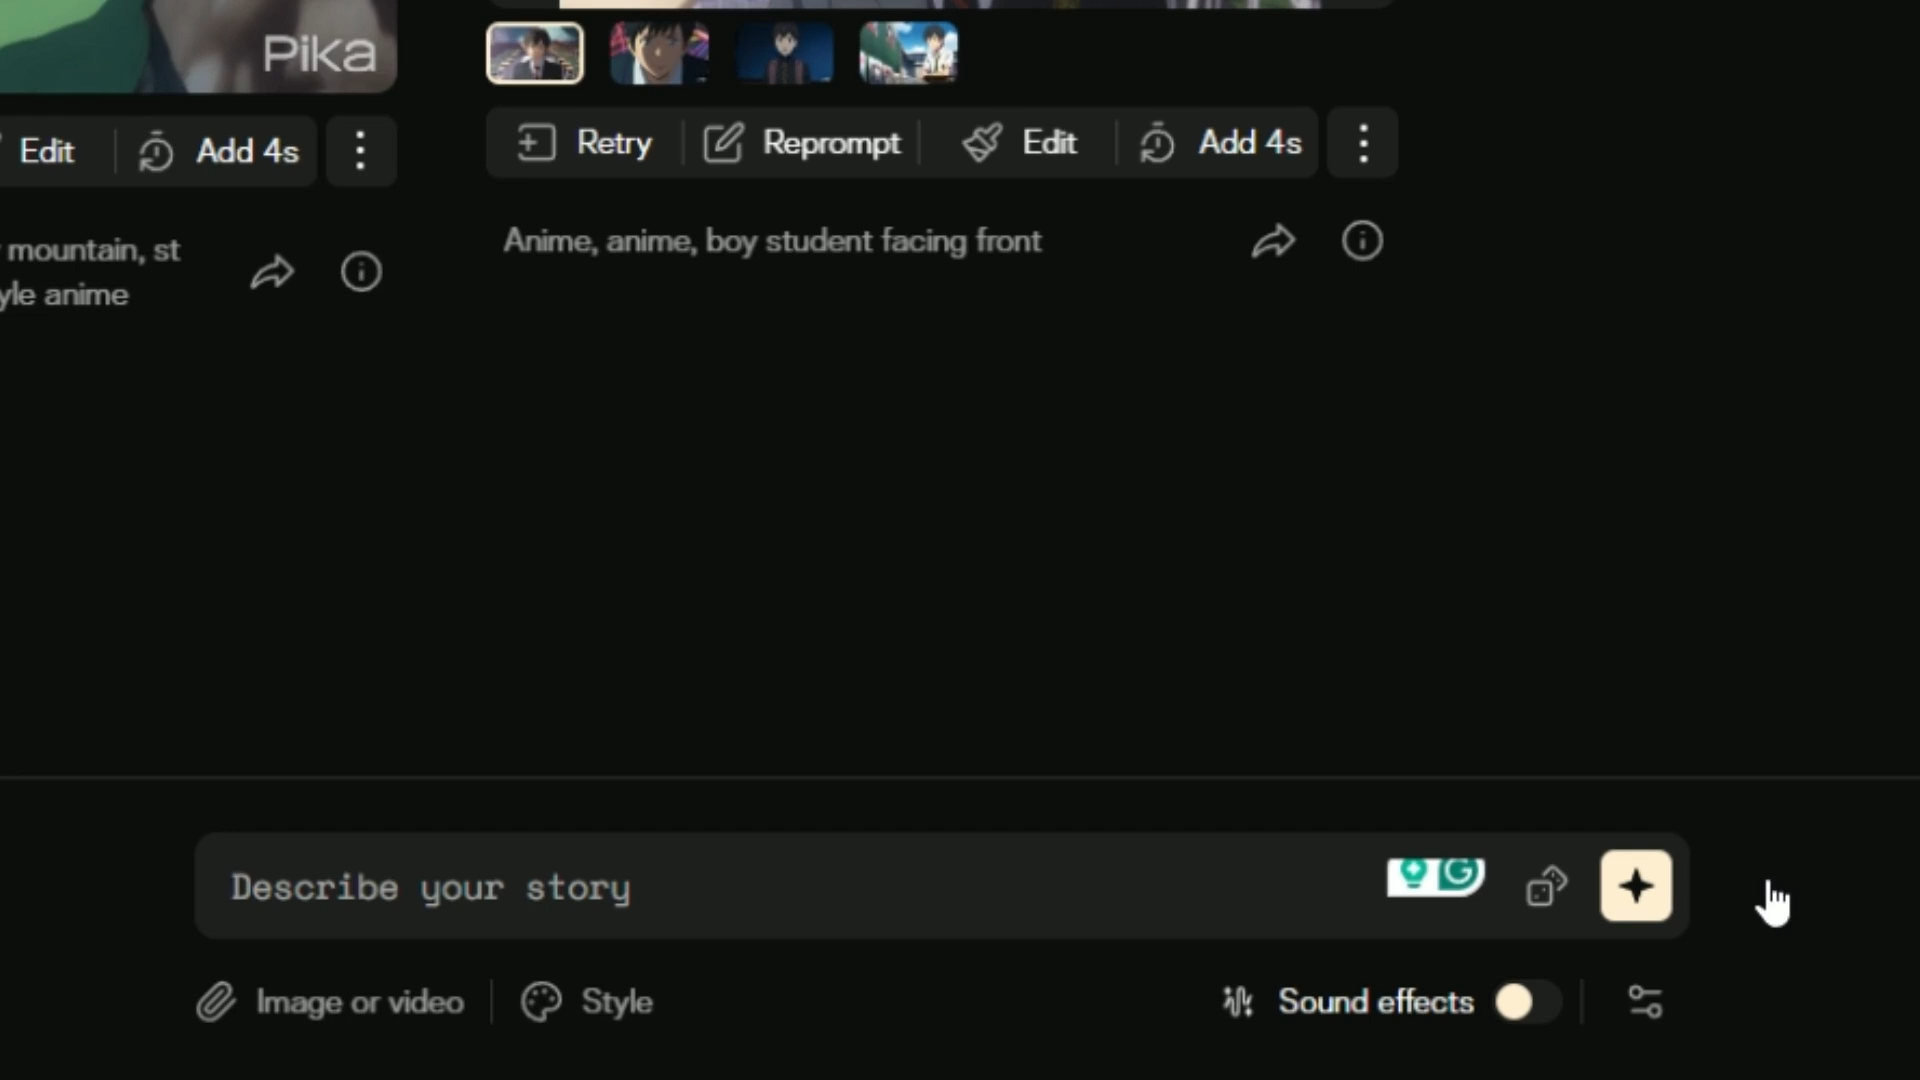 Pika
Edit
Add 4s
Retry
Reprompt
Edit
Add 4s
mountain, st
yle anime
Anime, anime, boy student facing front
Describe your story
Image or video
Style
Sound effects